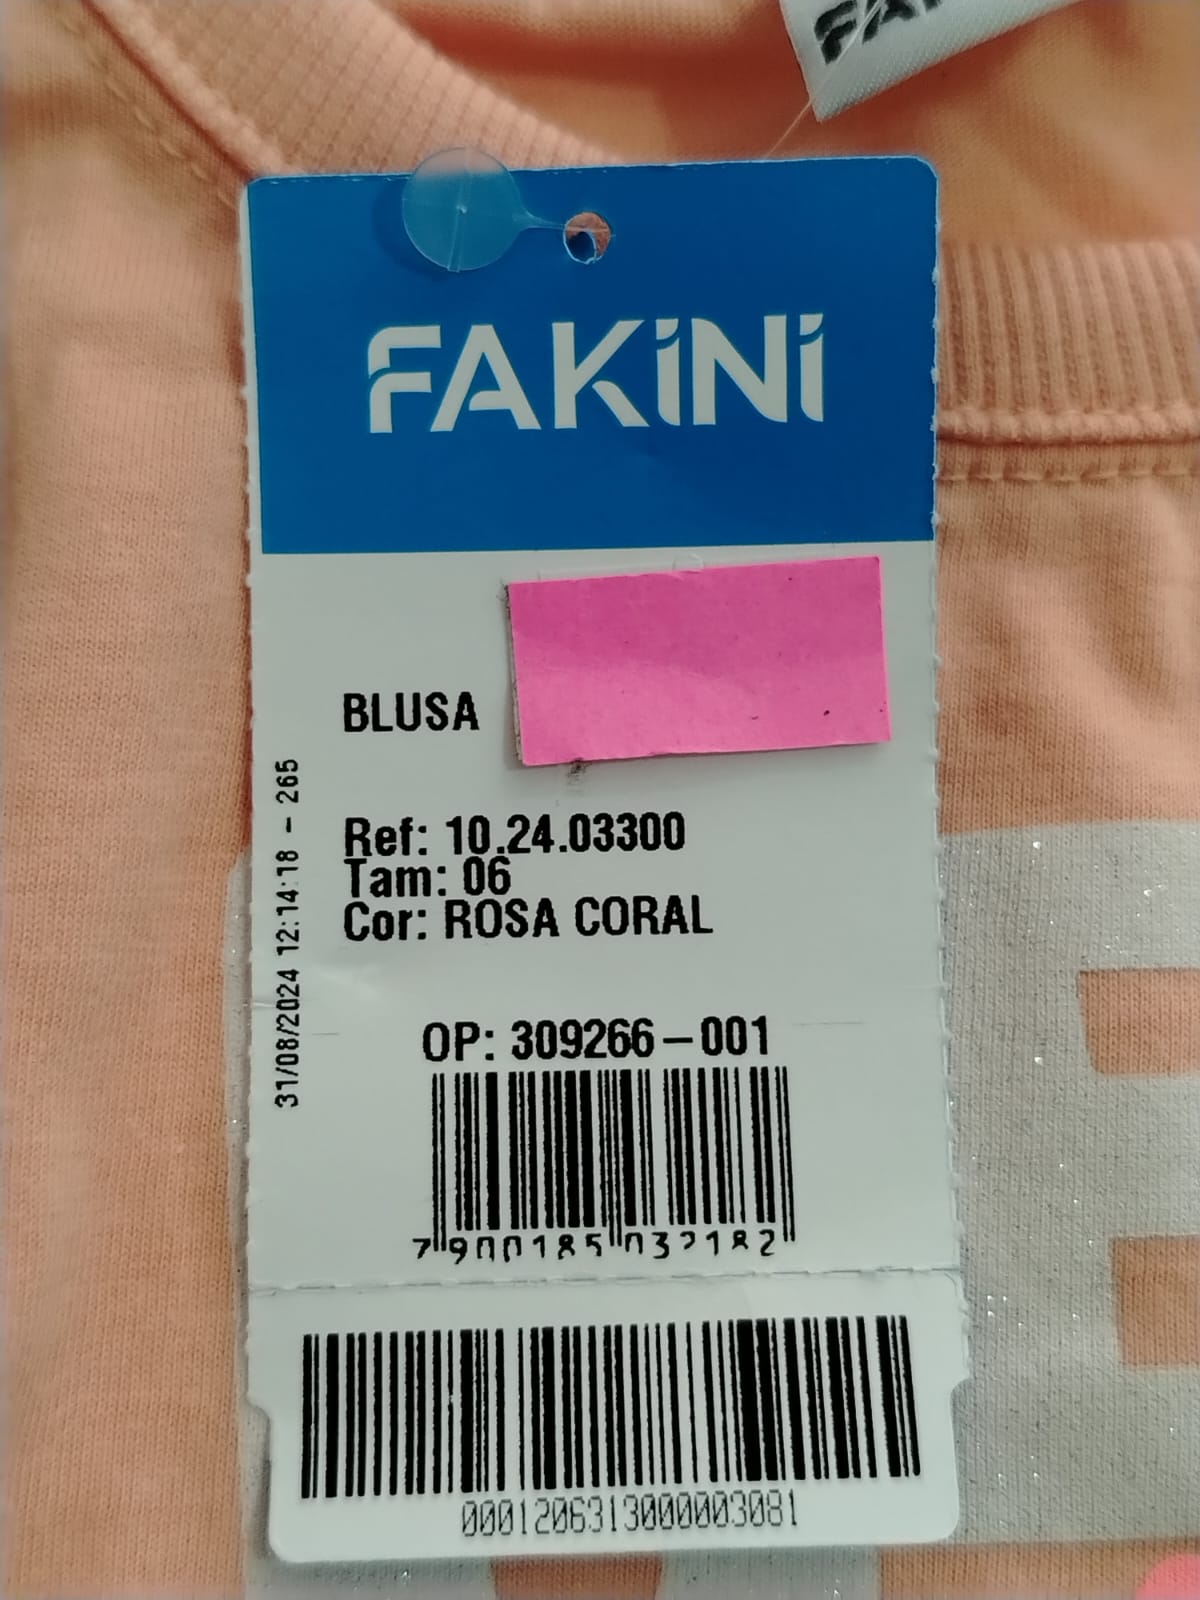 FAKINI
BLUSA
Ref: 10.24.03300
Tam: 06
Cor: ROSA CORAL
31/08/2024 12:14:18 - 265
OP: 309266-001
7900185032182
0001206313000003081